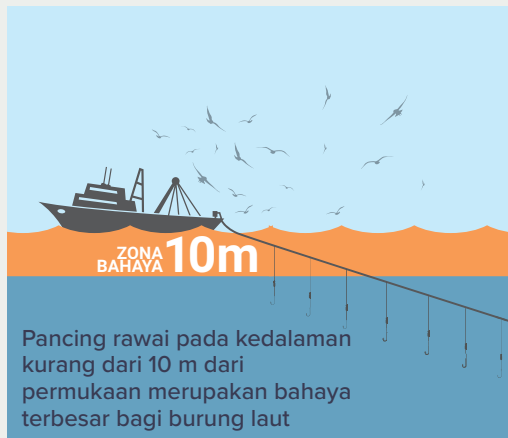 ZONA
BAHAYA 10m
Pancing rawai pada kedalaman
kurang dari 10 m dari
permukaan merupakan bahaya
terbesar bagi burung laut